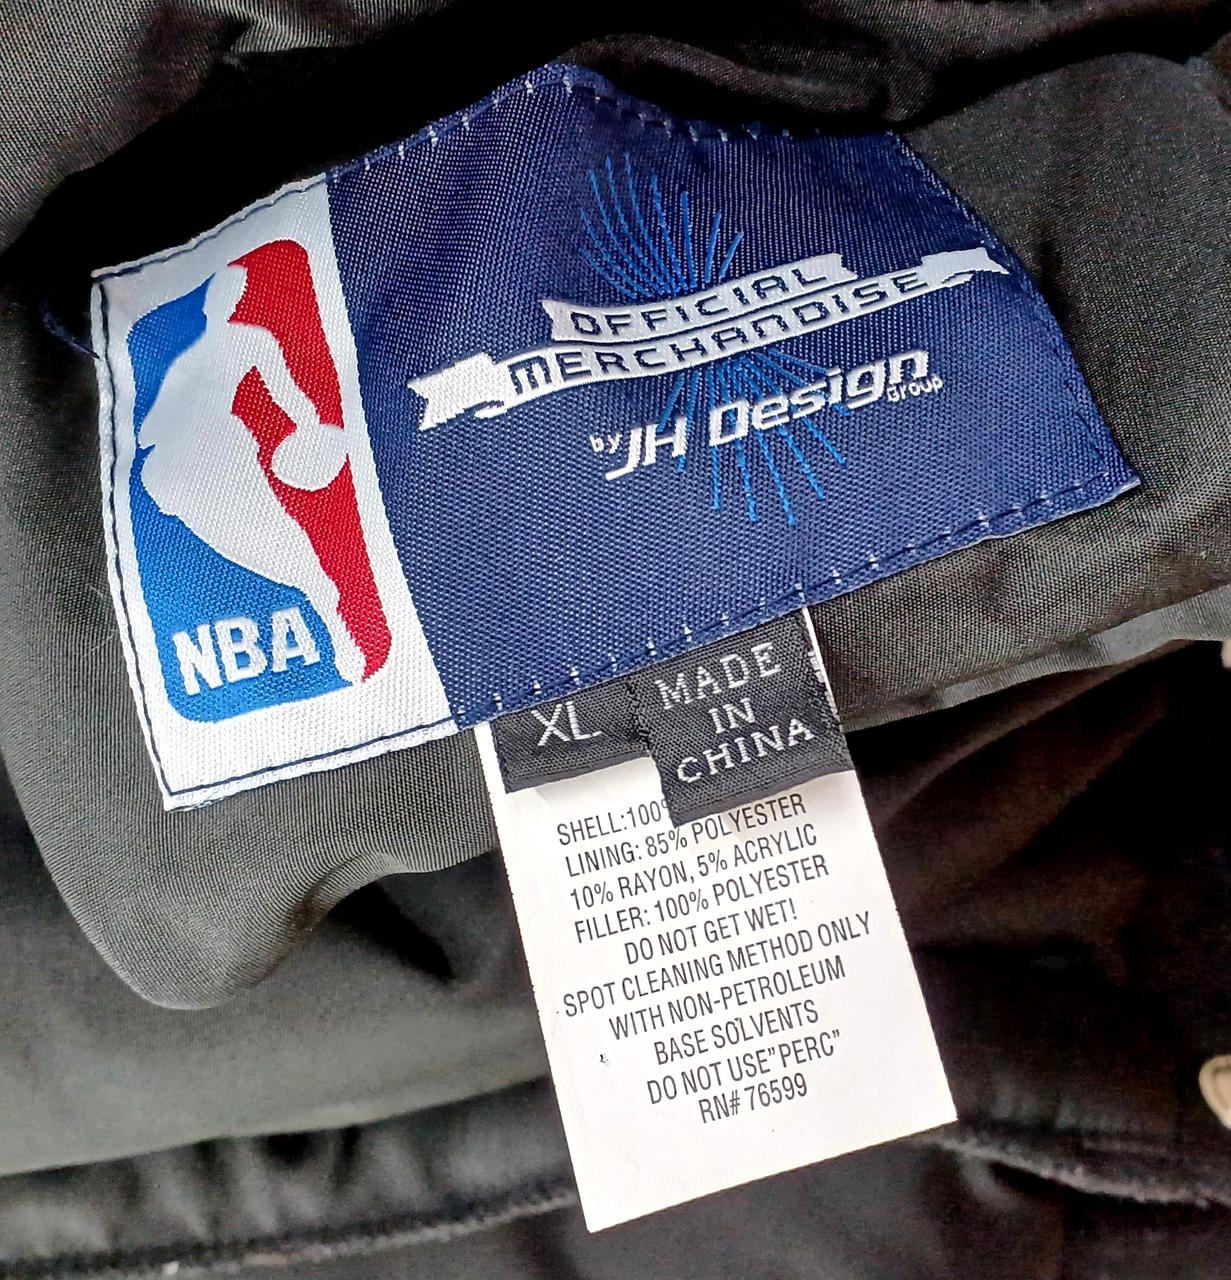 OFFICIAL
MERCHANDISE
by JH Design
Group
NBA
XL
MADE
IN
CHINA
SHELL:100%
LINING: 85% POLYESTER
10% RAYON, 5% ACRYLIC
FILLER: 100% POLYESTER
DO NOT GET WET!
SPOT CLEANING METHOD ONLY
WITH NON-PETROLEUM
BASE SOLVENTS
DO NOT USE"PERC"
RN# 76599